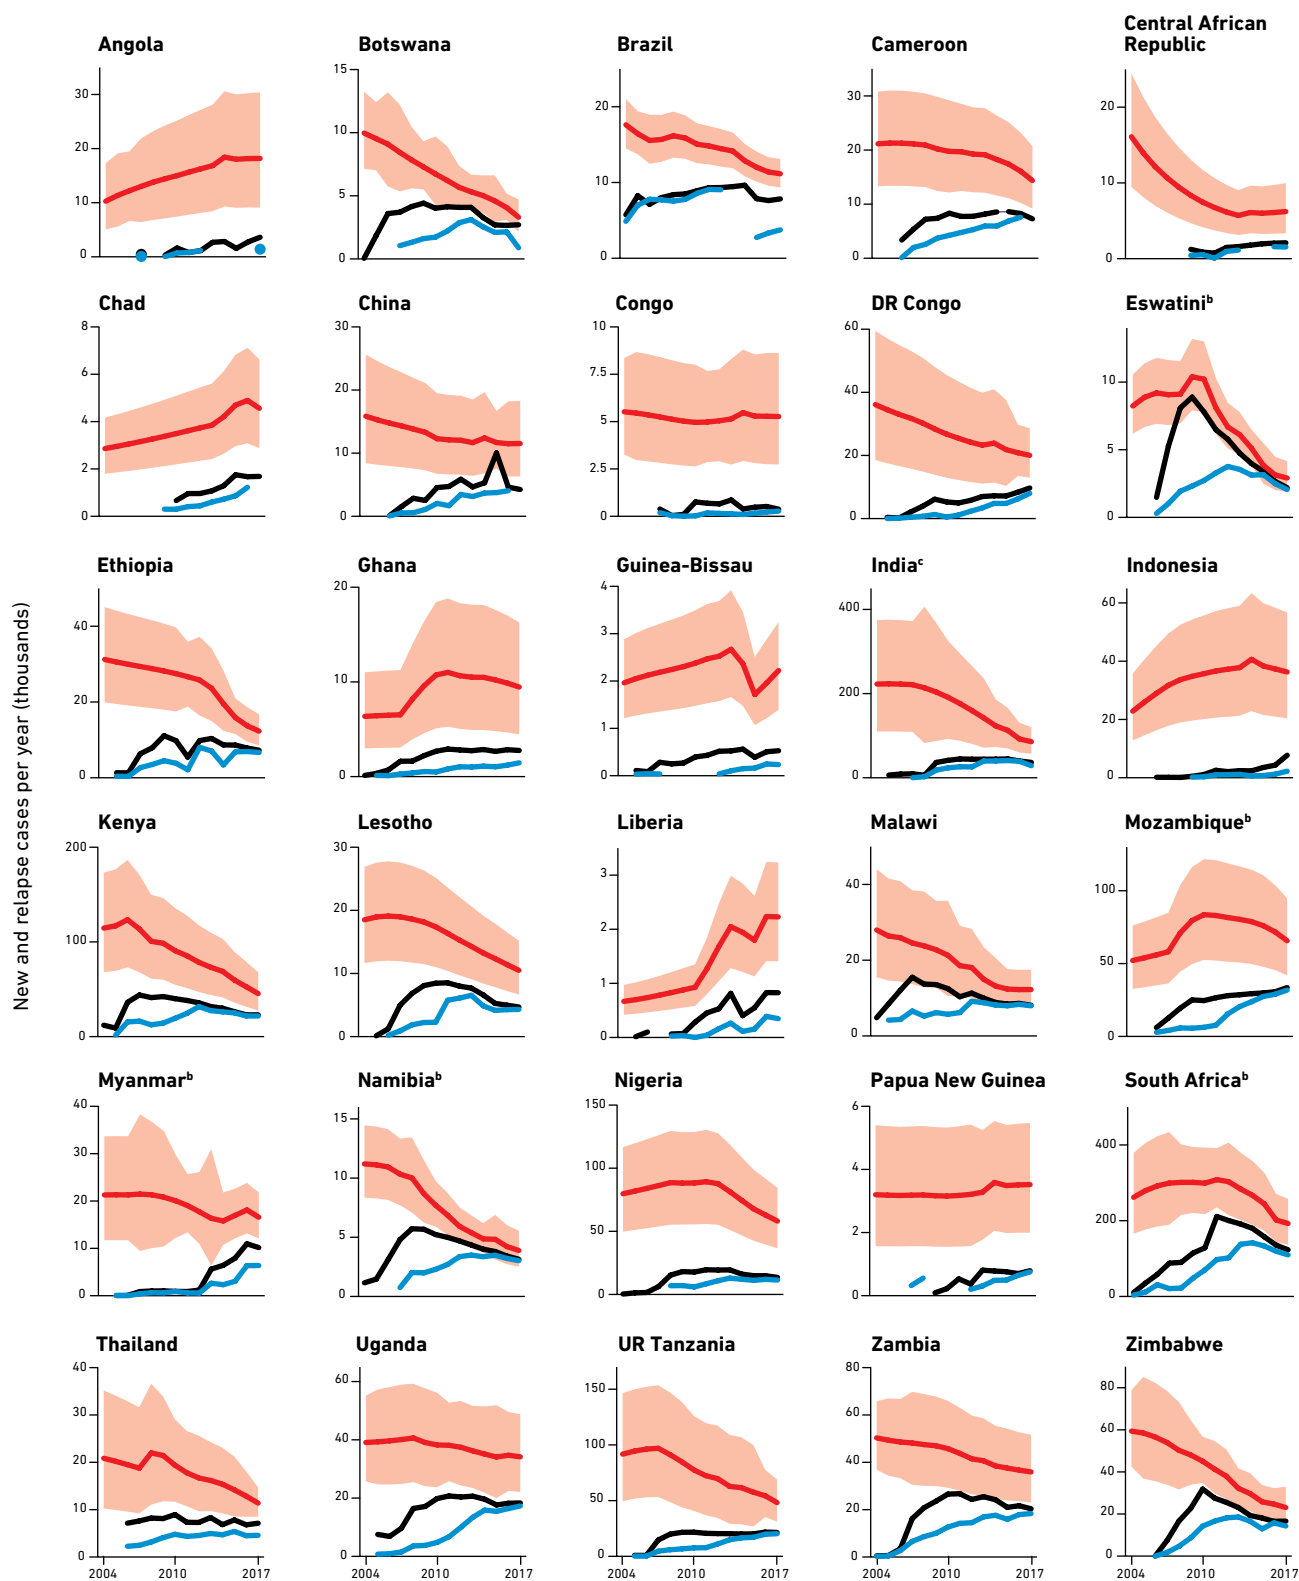 Central African
Angola Botswana Brazil Cameroon Republic
30 20 10 0
15 10 5 0
20 10 0
30 20 10 0
20 10 0
Chad China Congo DR Congo Eswatiniᵇ
8 6 4 2 0
30 20 10 0
10 7.5 5 2.5 0
60 40 20 0
10 5 0
New and relapse cases per year (thousands)
Ethiopia Ghana Guinea-Bissau Indiaᶜ Indonesia
40 20 0
20 10 0
4 3 2 1 0
400 200 0
60 40 20 0
Kenya Lesotho Liberia Malawi Mozambiqueᵇ
200 100 0
30 20 10 0
3 2 1 0
40 20 0
100 50 0
Myanmarᵇ Namibiaᵇ Nigeria Papua New Guinea South Africaᵇ
40 30 20 10 0
15 10 5 0
150 100 50 0
6 4 2 0
400 200 0
Thailand Uganda UR Tanzania Zambia Zimbabwe
40 30 20 10 0
60 40 20 0
150 100 50 0
80 60 40 20 0
80 60 40 20 0
2004 2010 2017 2004 2010 2017 2004 2010 2017 2004 2010 2017 2004 2010 2017